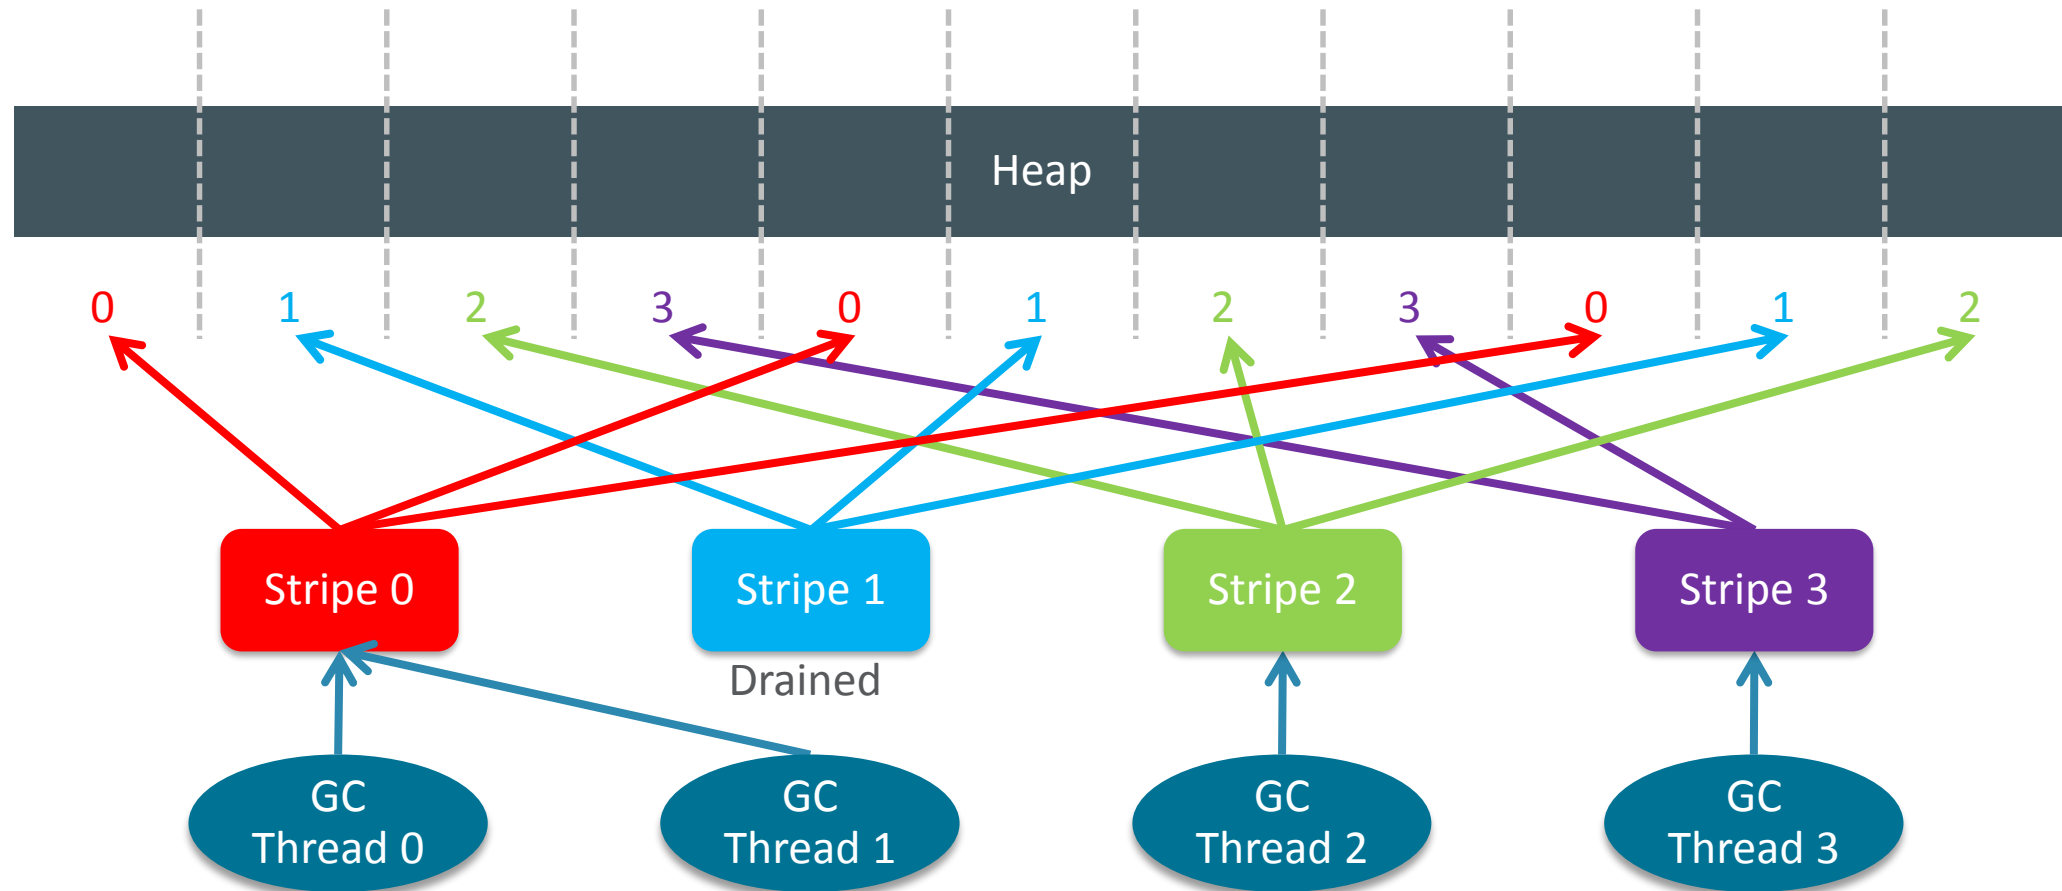 Heap
0 1 2 3 0 1 2 3 0 1 2
Stripe 0 Stripe 1 Stripe 2 Stripe 3
Drained
GC GC GC GC
Thread 0 Thread 1 Thread 2 Thread 3